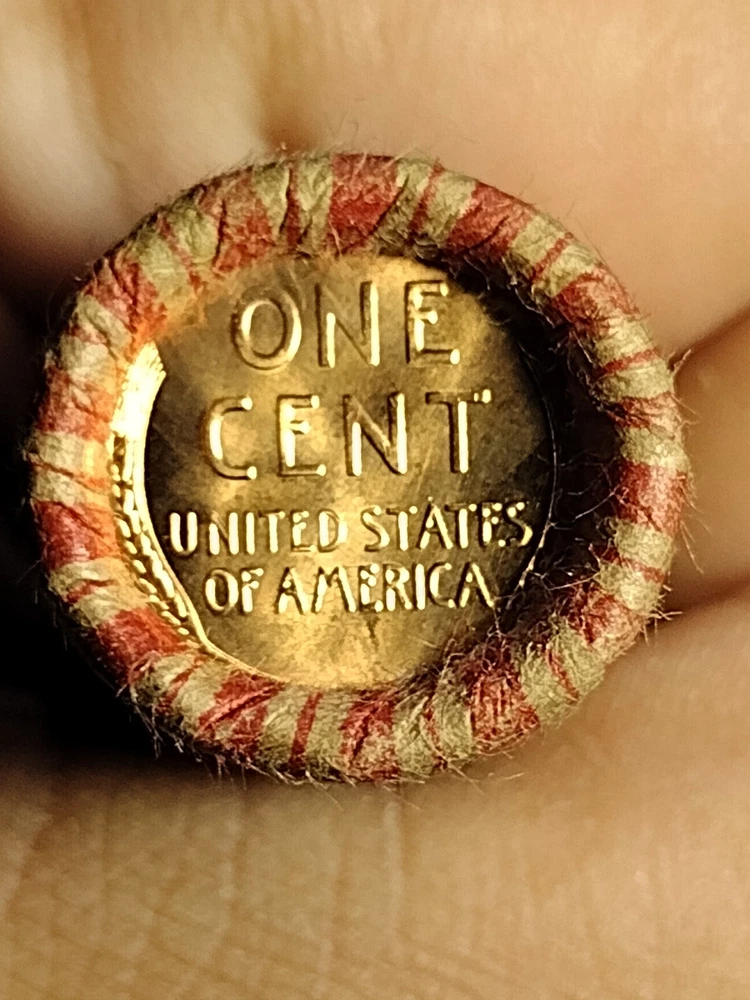 ONE
CENT
UNITED STATES
OF AMERICA